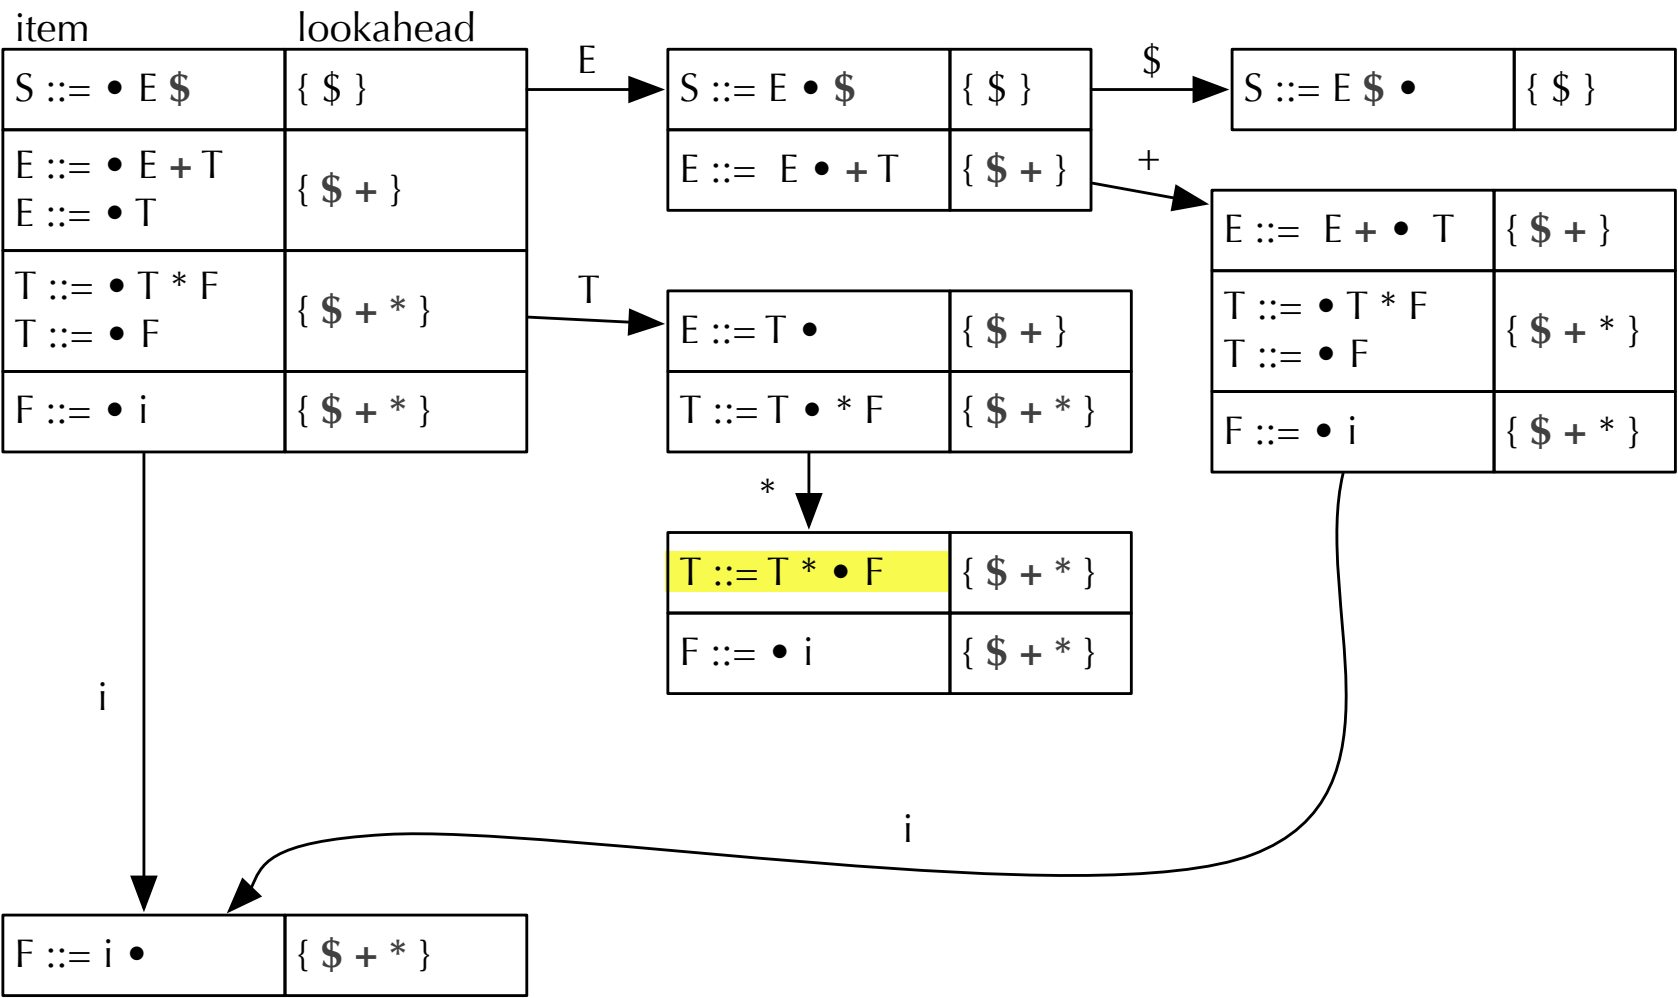 item lookahead
S ::= • E $ { $ }
E ::= • E + T
E ::= • T
{ $ + }
T ::= • T * F
T ::= • F
{ $ + * }
F ::= • i { $ + * }
E
S ::= E • $ { $ }
E ::= E • + T { $ + }
$
S ::= E $ • { $ }
+
E ::= E + • T { $ + }
T ::= • T * F
T ::= • F
{ $ + * }
F ::= • i { $ + * }
T
E ::= T • { $ + }
T ::= T • * F { $ + * }
*
T ::= T * • F { $ + * }
F ::= • i { $ + * }
i
i
F ::= i • { $ + * }